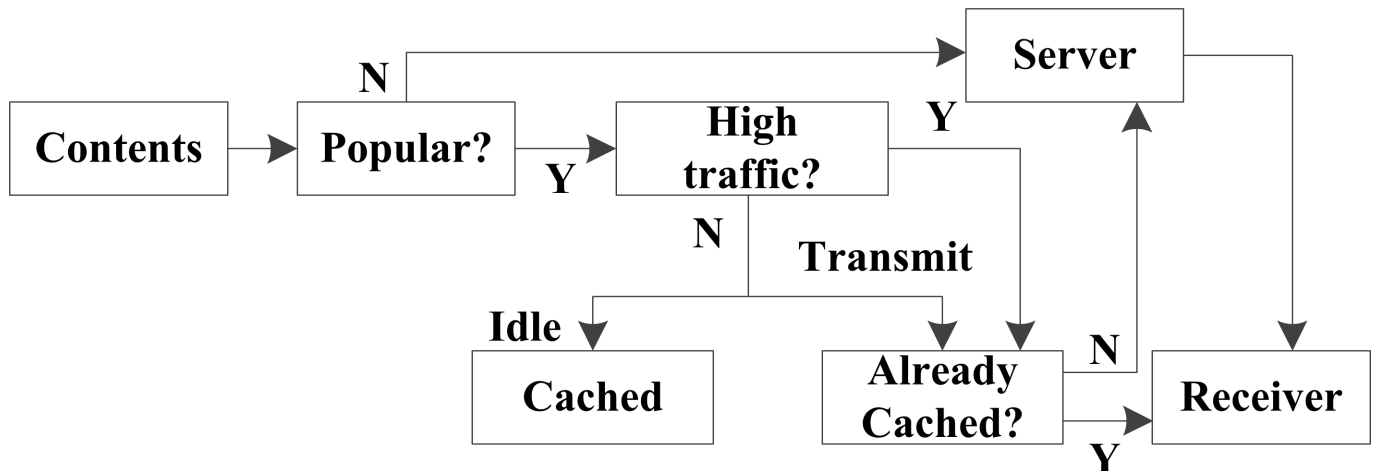 Server
N
Contents
Popular?
Y
High
traffic?
Y
N
Transmit
Idle
Cached
Already
Cached?
N
Y
Receiver